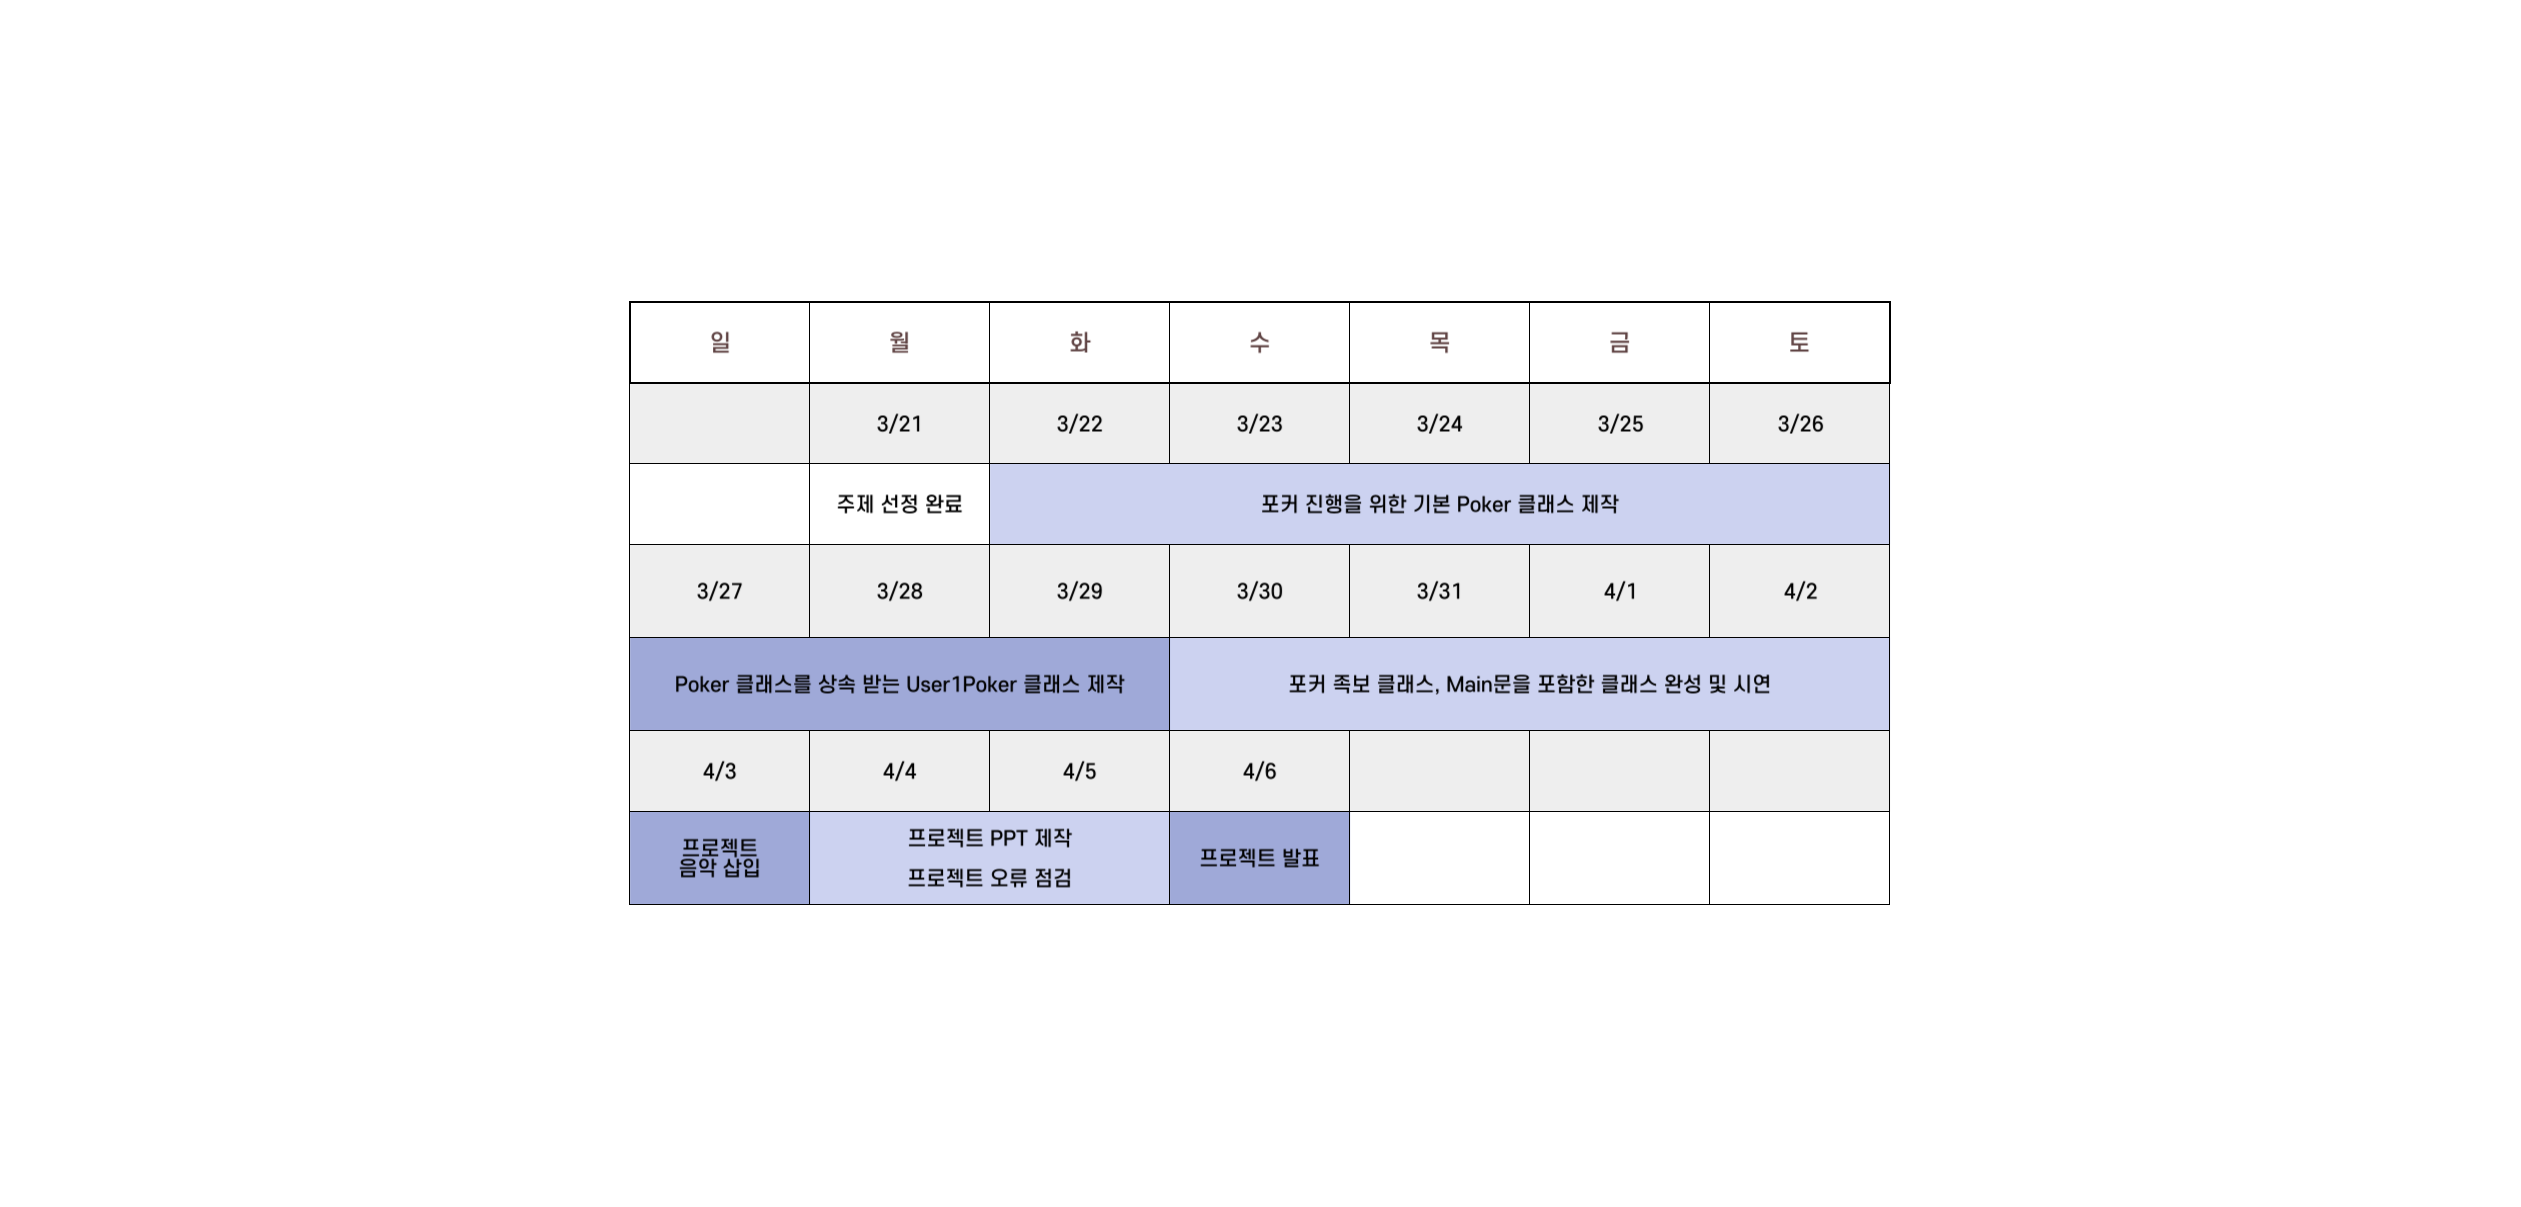 일 월 화 수 목 금 토
3/21 3/22 3/23 3/24 3/25 3/26
주제 선정 완료 포커 진행을 위한 기본 Poker 클래스 제작
3/27 3/28 3/29 3/30 3/31 4/1 4/2
Poker 클래스를 상속 받는 User1Poker 클래스 제작 포커 족보 클래스, Main문을 포함한 클래스 완성 및 시연
4/3 4/4 4/5 4/6
프로젝트
음악 삽입
프로젝트 PPT 제작
프로젝트 오류 점검
프로젝트 발표